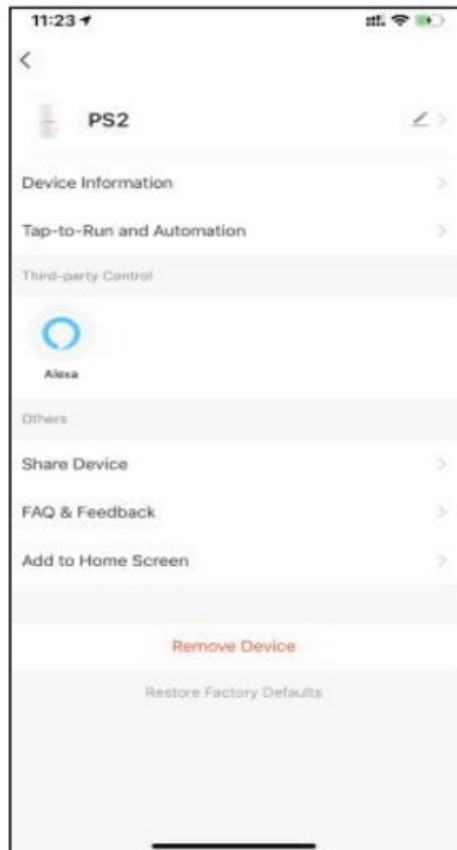 11:23
PS2
Device Information
Tap-to-Run and Automation
Third-party Control
Alexa
Others
Share Device
FAQ & Feedback
Add to Home Screen
Remove Device
Restore Factory Defaults